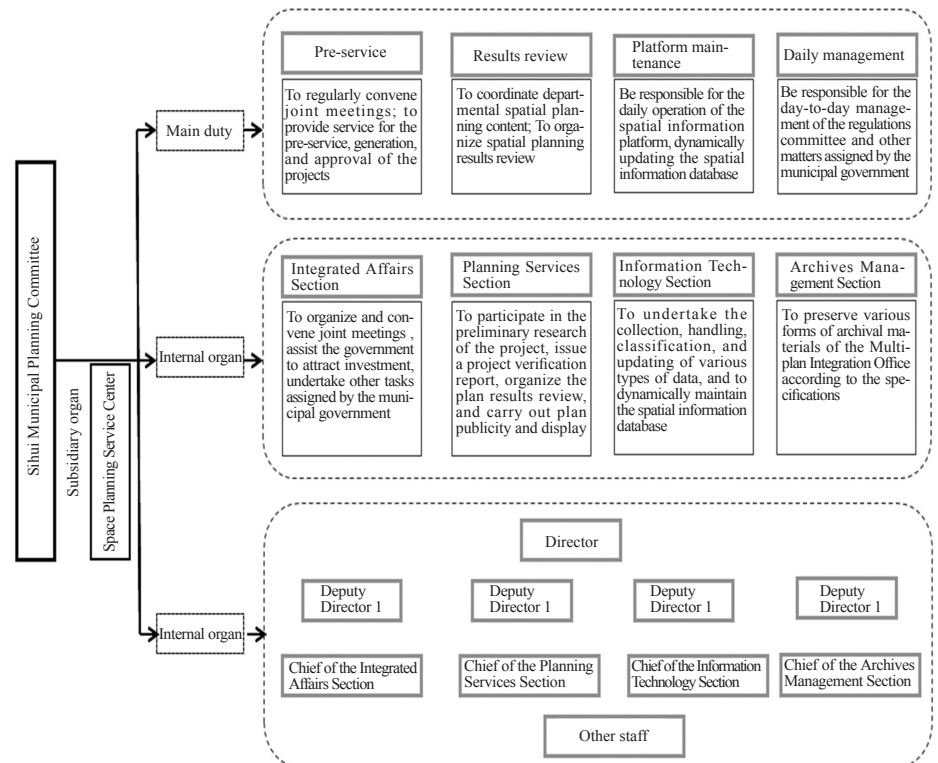 Sihui Municipal Planning Committee
Subsidiary organ
Space Planning Service Center
Main duty
Pre-service
To regularly convene
joint meetings; to
provide service for the
pre-service, generation,
and approval of the
projects
Results review
To coordinate depar-
tmental spatial plan-
ning content; To orga-
nize spatial planning
results review
Platform main-
tenance
Be responsible for the
daily operation of the
spatial information
platform, dynamically
updating the spatial
information database
Daily management
Be responsible for the
day-to-day manage-
ment of the regulations
committee and other
matters assigned by the
municipal government
Internal organ
Integrated Affairs
Section
To organize and con-
vene joint meetings ,
assist the government
to attract investment,
undertake other tasks
assigned by the muni-
cipal government
Planning Services
Section
To participate in the
preliminary research
of the project, issue
a project verification
report, organize the
plan results review,
and carry out plan
publicity and display
Information Tech-
nology Section
To undertake the
collection, handling,
classification, and
updating of various
types of data, and to
dynamically maintain
the spatial information
database
Archives Mana-
gement Section
To preserve various
forms of archival ma-
terials of the Multi-
plan Integration Office
according to the spe-
cifications
Internal organ
Director
Deputy
Director 1
Deputy
Director 1
Deputy
Director 1
Deputy
Director 1
Chief of the Integrated
Affairs Section
Chief of the Planning
Services Section
Chief of the Information
Technology Section
Chief of the Archives
Management Section
Other staff